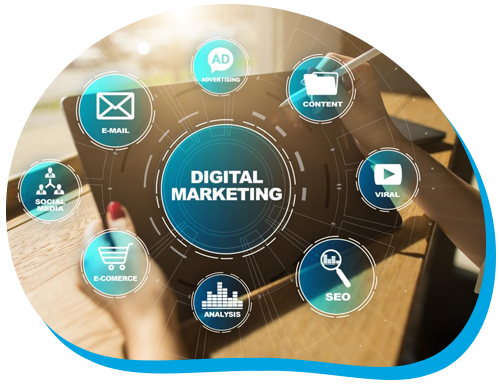 AD
ADVERTISING
E-MAIL
CONTENT
DIGITAL
MARKETING
SOCIAL
MEDIA
VIRAL
E-COMERCE
SEO
ANALYSIS